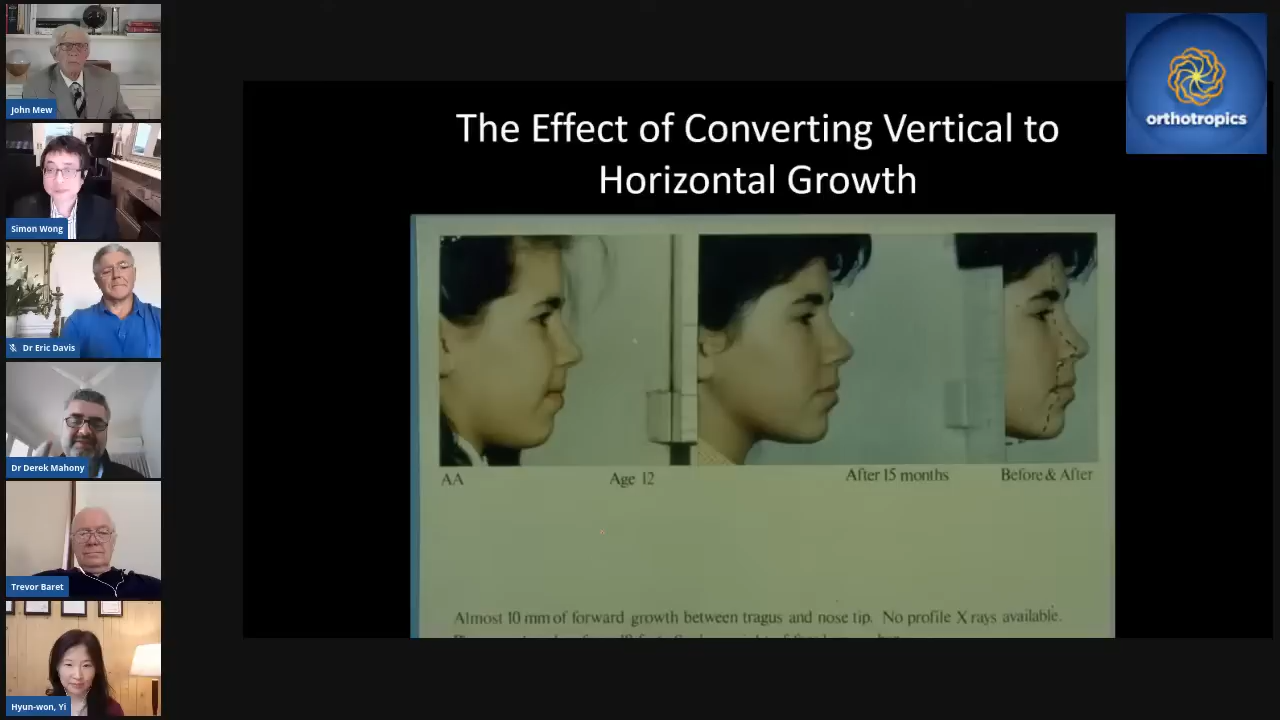 John Mew
Simon Wong
Dr Eric Davis
Dr Derek Mahony
Trevor Baret
Hyun-won, Yi
The Effect of Converting Vertical to
Horizontal Growth
orthotropics
AA
Age 12
After 15 months
Before & After
Almost 10 mm of forward growth between tragus and nose tip. No profile X rays available.